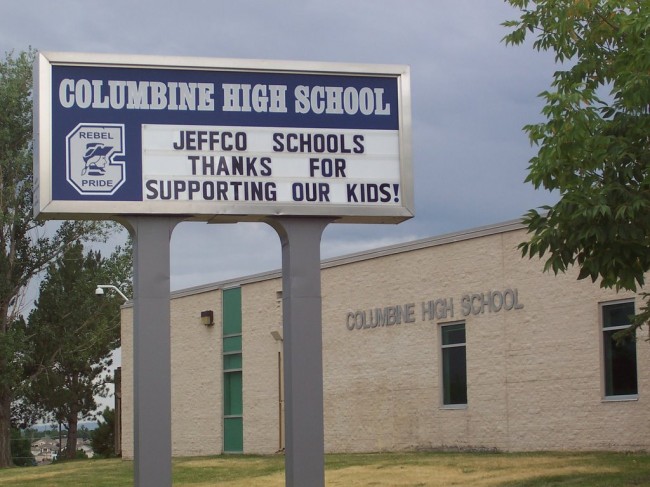 COLUMBINE HIGH SCHOOL
REBEL
PRIDE
JEFFCO SCHOOLS
THANKS FOR
SUPPORTING OUR KIDS!
COLUMBINE HIGH SCHOOL